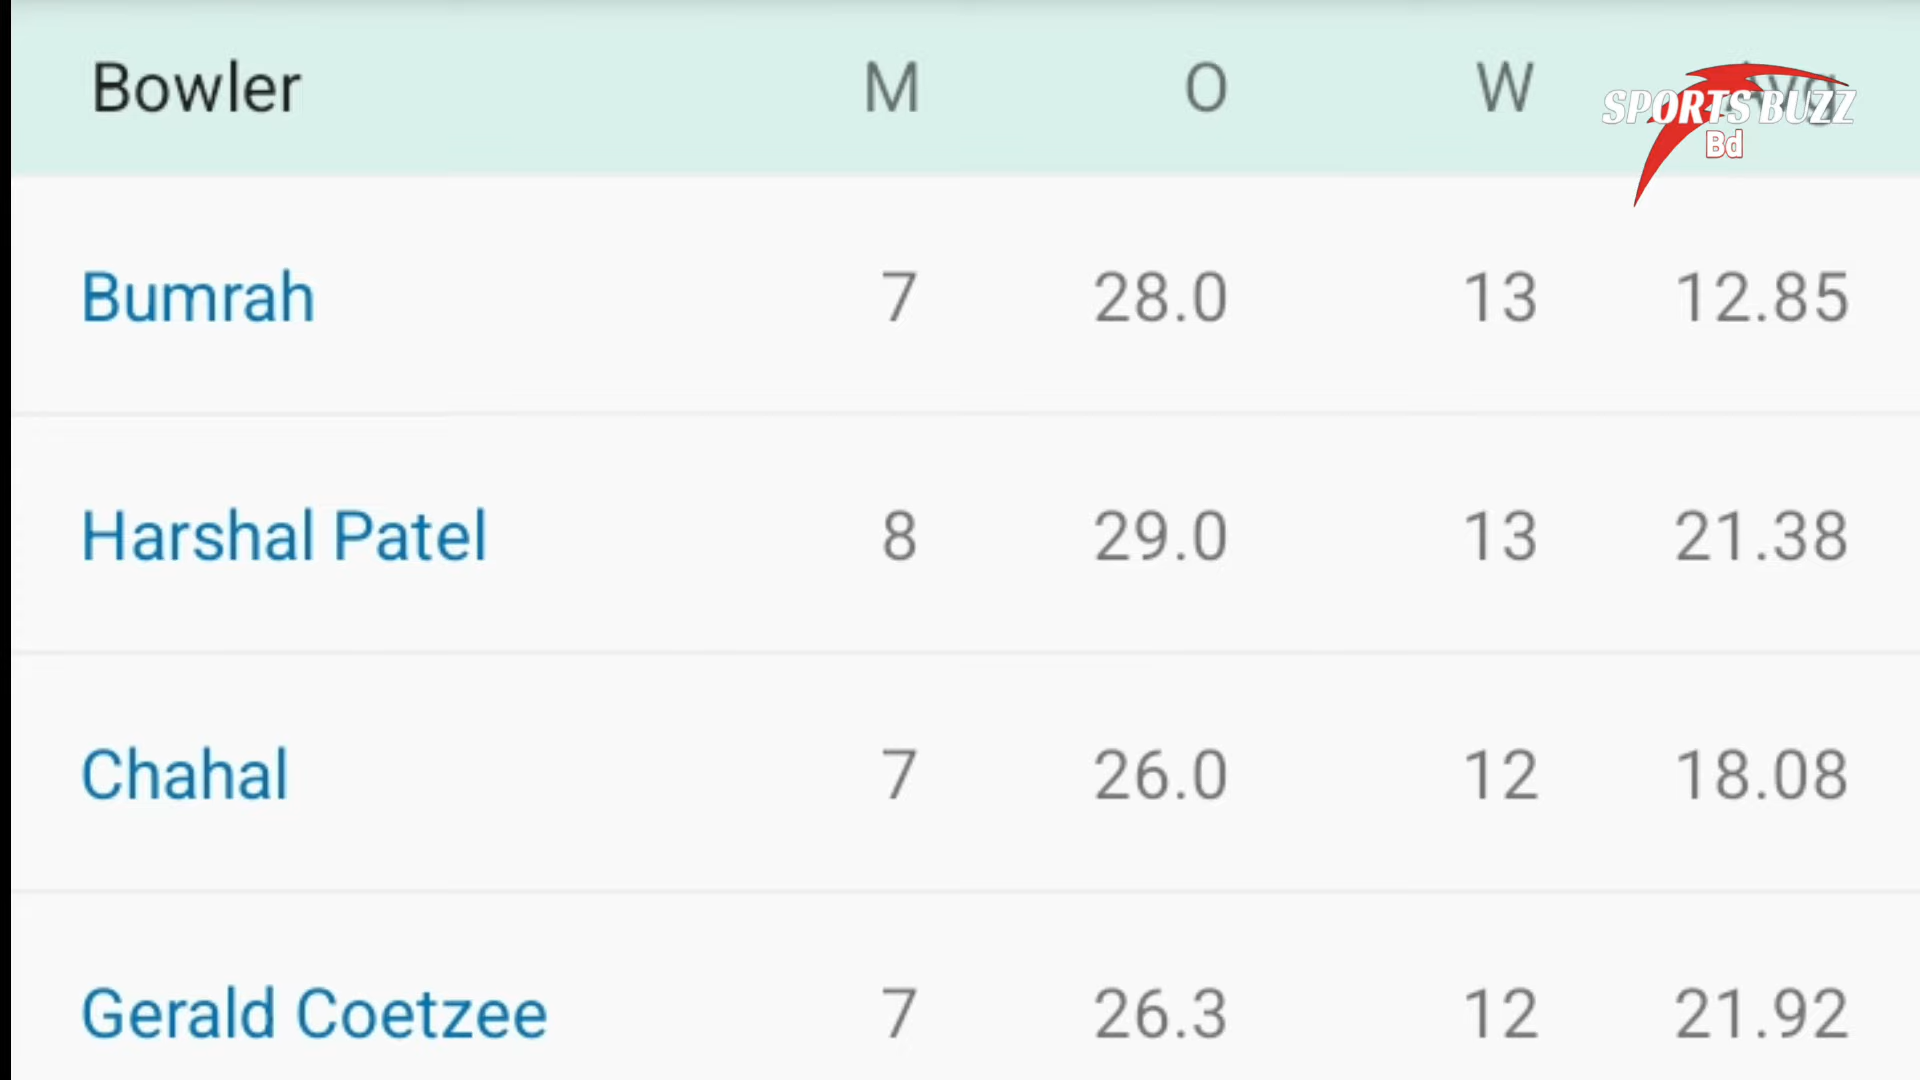 Bowler M O W Avg
SPORTS BUZZ
Bd
Bumrah 7 28.0 13 12.85
Harshal Patel 8 29.0 13 21.38
Chahal 7 26.0 12 18.08
Gerald Coetzee 7 26.3 12 21.92